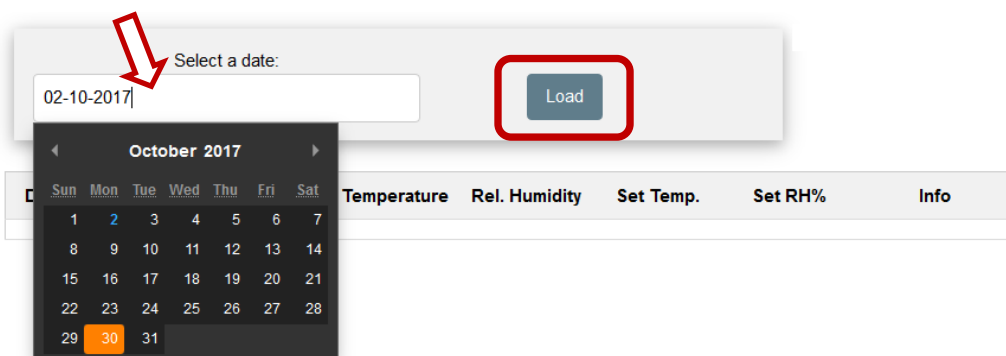 Select a date:
02-10-2017
Load
October 2017
Sun Mon Tue Wed Thu Fri Sat
1 2 3 4 5 6 7
8 9 10 11 12 13 14
15 16 17 18 19 20 21
22 23 24 25 26 27 28
29 30 31
Temperature Rel. Humidity Set Temp. Set RH% Info